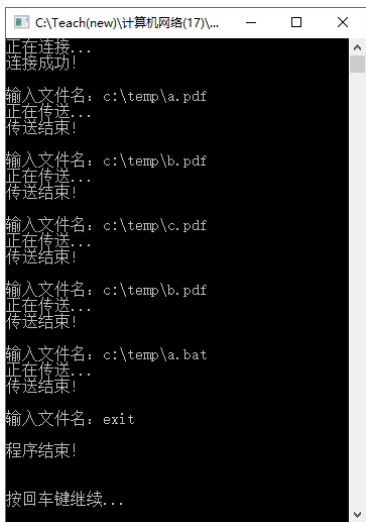 C:\Teach(new)\计算机网络(17)\...
正在连接...
连接成功!
输入文件名: c:\temp\a.pdf
正在传送...
传送结束!
输入文件名: c:\temp\b.pdf
正在传送...
传送结束!
输入文件名: c:\temp\c.pdf
正在传送...
传送结束!
输入文件名: c:\temp\b.pdf
正在传送...
传送结束!
输入文件名: c:\temp\a.bat
正在传送...
传送结束!
输入文件名: exit
程序结束!
按回车键继续...